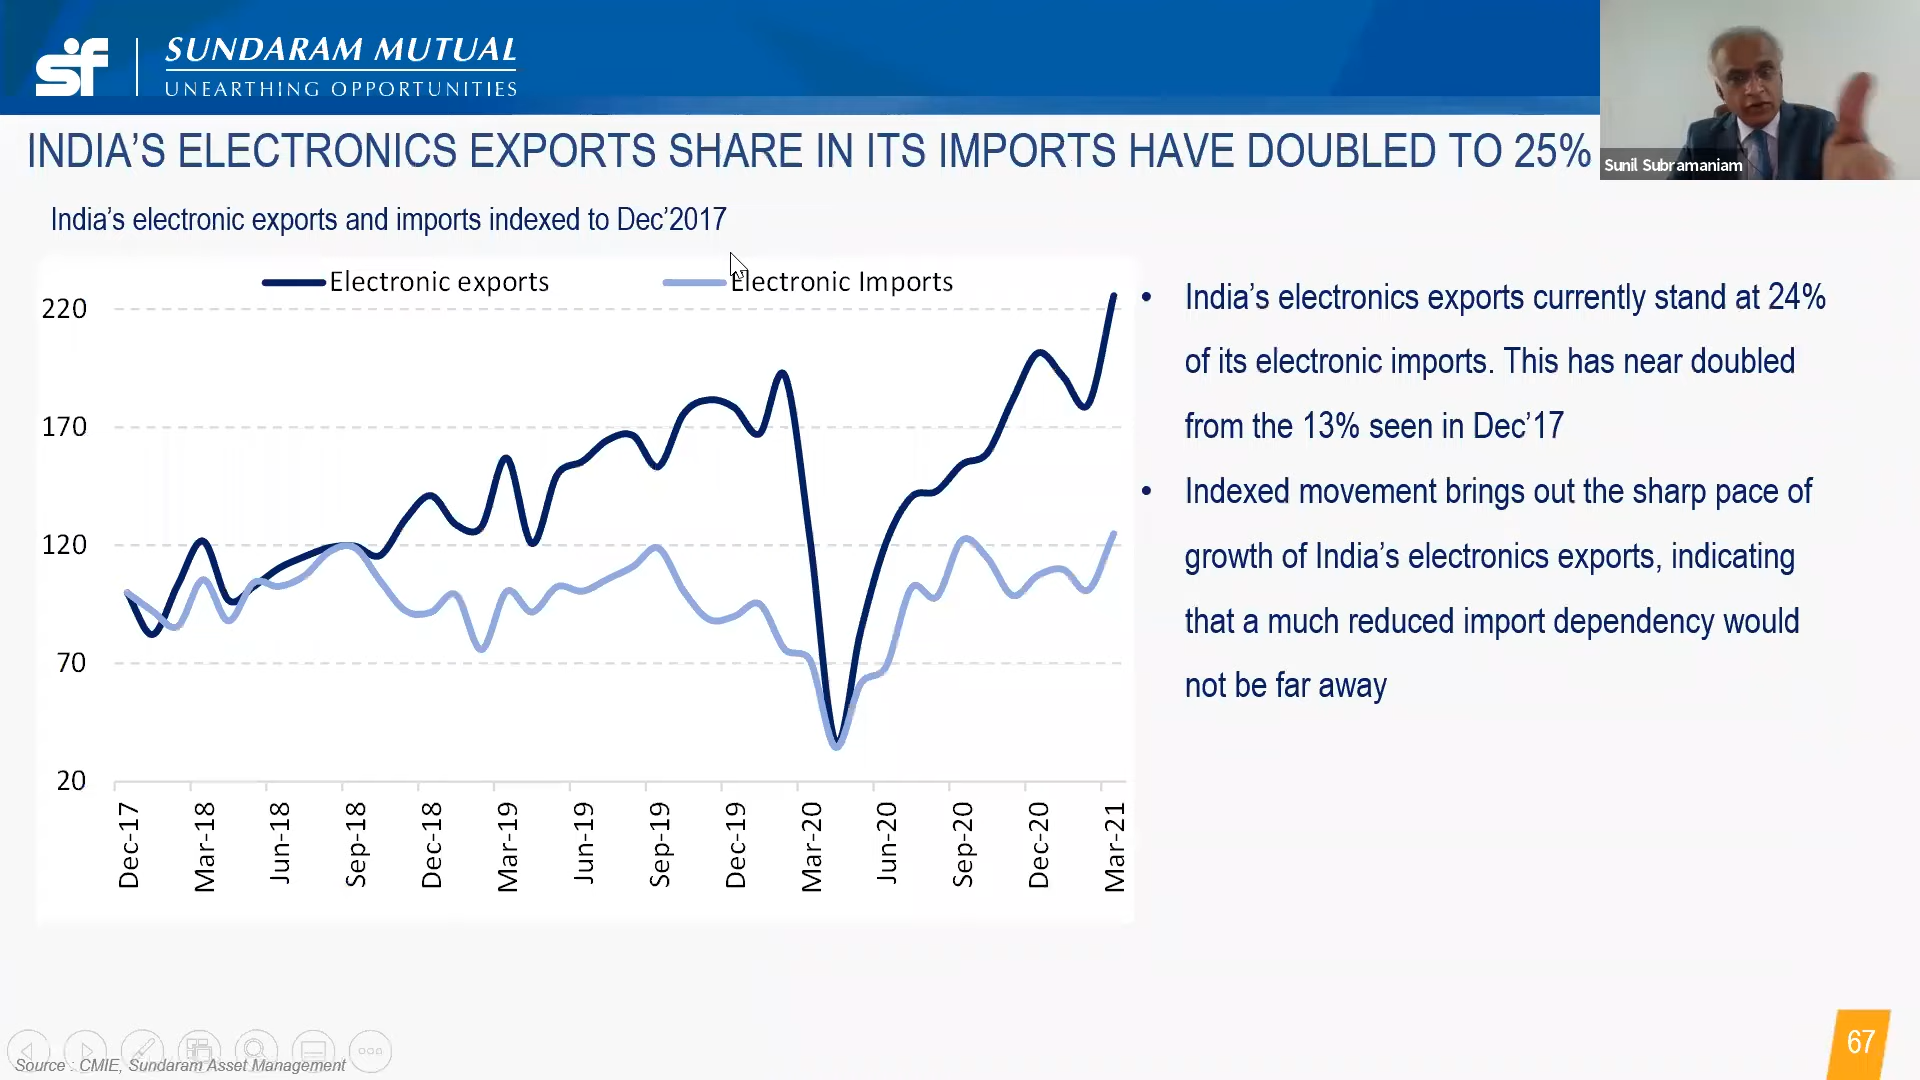 SUNDARAM MUTUAL
UNEARTHING OPPORTUNITIES
INDIA'S ELECTRONICS EXPORTS SHARE IN ITS IMPORTS HAVE DOUBLED TO 25%
Sunil Subramaniam
India's electronic exports and imports indexed to Dec'2017
Electronic exports
Electronic Imports
220
170
120
70
20
Dec-17
Mar-18
Jun-18
Sep-18
Dec-18
Mar-19
Jun-19
Sep-19
Dec-19
Mar-20
Jun-20
Sep-20
Dec-20
Mar-21
• India's electronics exports currently stand at 24%
of its electronic imports. This has near doubled
from the 13% seen in Dec'17
• Indexed movement brings out the sharp pace of
growth of India's electronics exports, indicating
that a much reduced import dependency would
not be far away
Source : CMIE, Sundaram Asset Management
67